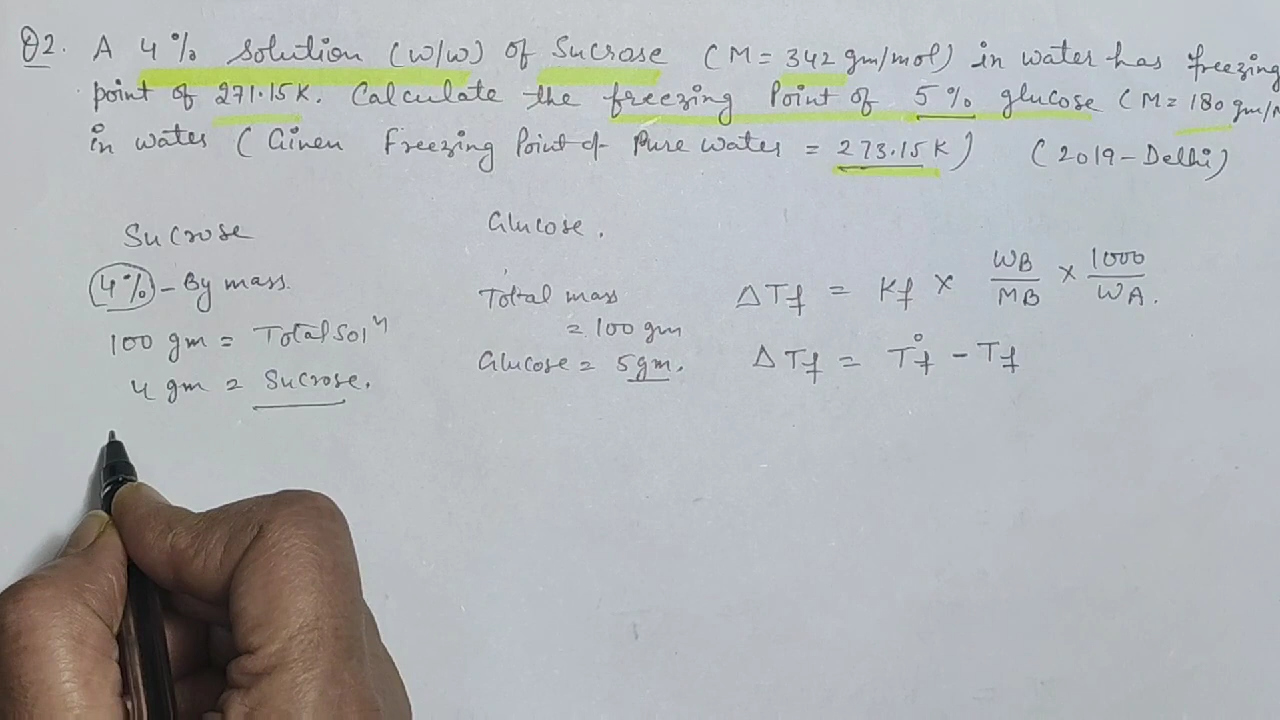 Q2. A 4% solution (w/w) of Sucrose (M = 342 gm/mol) in water has freezing
point of 271.15K. Calculate the freezing Point of 5% glucose (M = 180 gm/
in water (Given Freezing Point of Pure water = 273.15K) (2019-Delhi)
Sucrose
4% - By mass.
100 gm = Total Solⁿ
4 gm = Sucrose.
Glucose.
Total mass
= 100 gm
Glucose = 5gm.
ΔTf = Kf × WB/MB × 1000/WA.
ΔTf = T°f - Tf